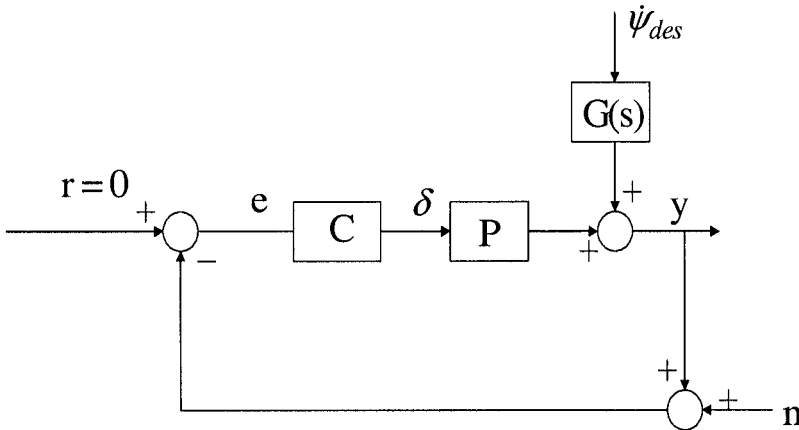 ψ̇des
G(s)
r = 0
+
+
e
C
δ
P
+
y
−
+
+
n